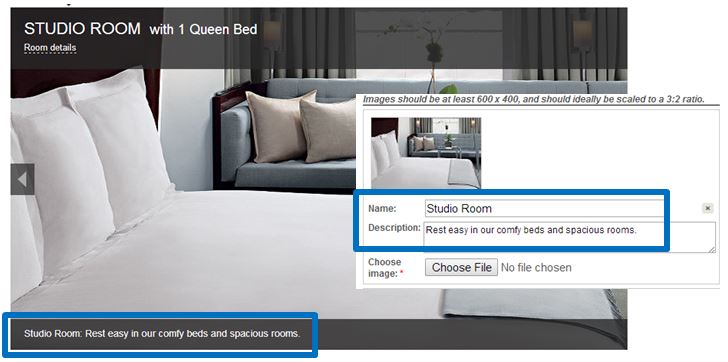 STUDIO ROOM with 1 Queen Bed
Room details
Images should be at least 600 x 400, and should ideally be scaled to a 3:2 ratio.
Name: Studio Room
Description: Rest easy in our comfy beds and spacious rooms.
Choose
image: * Choose File No file chosen
Studio Room: Rest easy in our comfy beds and spacious rooms.